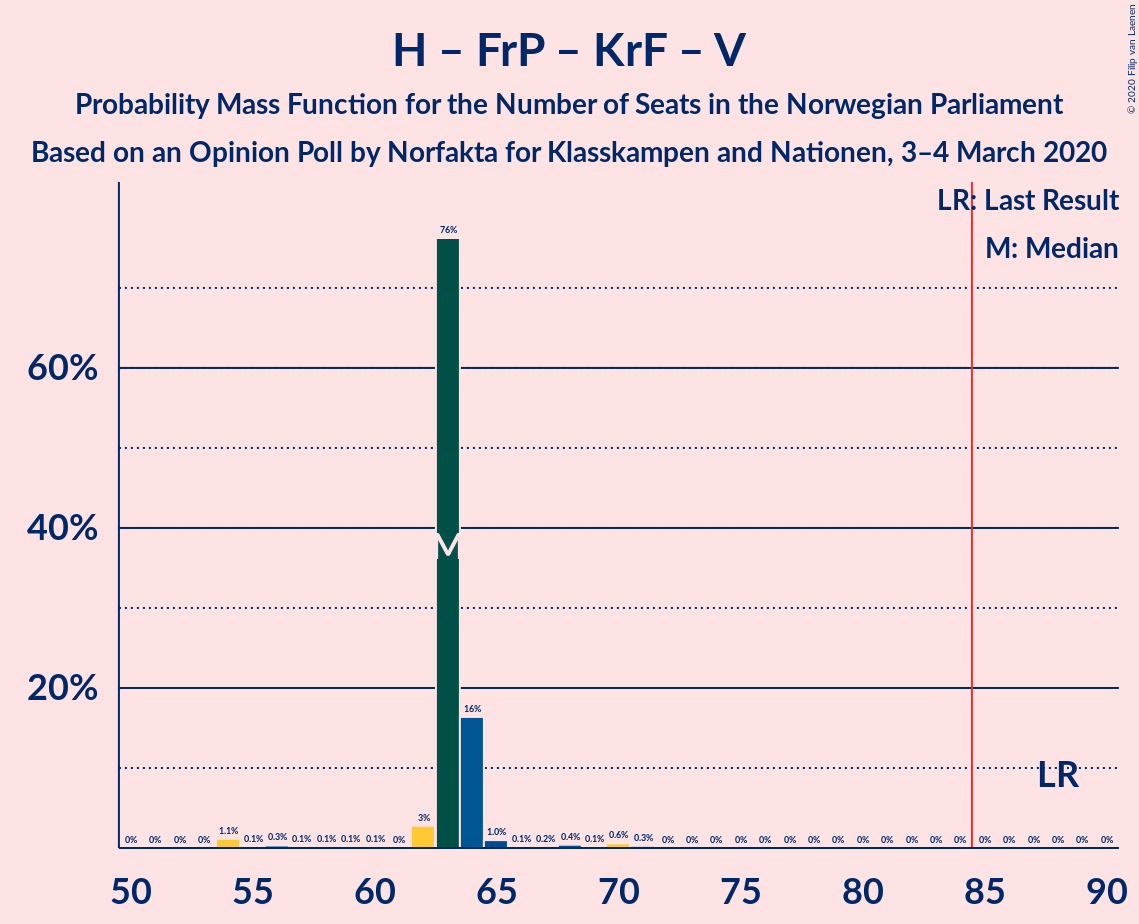 H – FrP – KrF – V
Probability Mass Function for the Number of Seats in the Norwegian Parliament
Based on an Opinion Poll by Norfakta for Klasskampen and Nationen, 3–4 March 2020
© 2020 Filip van Laenen
LR: Last Result
M: Median
76%
60%
40%
M
20%
16%
LR
0% 0% 0% 0% 1.1% 0.1% 0.3% 0.1% 0.1% 0.1% 0.1% 0% 3% 1.0% 0.1% 0.2% 0.4% 0.1% 0.6% 0.3% 0% 0% 0% 0% 0% 0% 0% 0% 0% 0% 0% 0% 0% 0% 0% 0% 0% 0% 0%
50 55 60 65 70 75 80 85 90